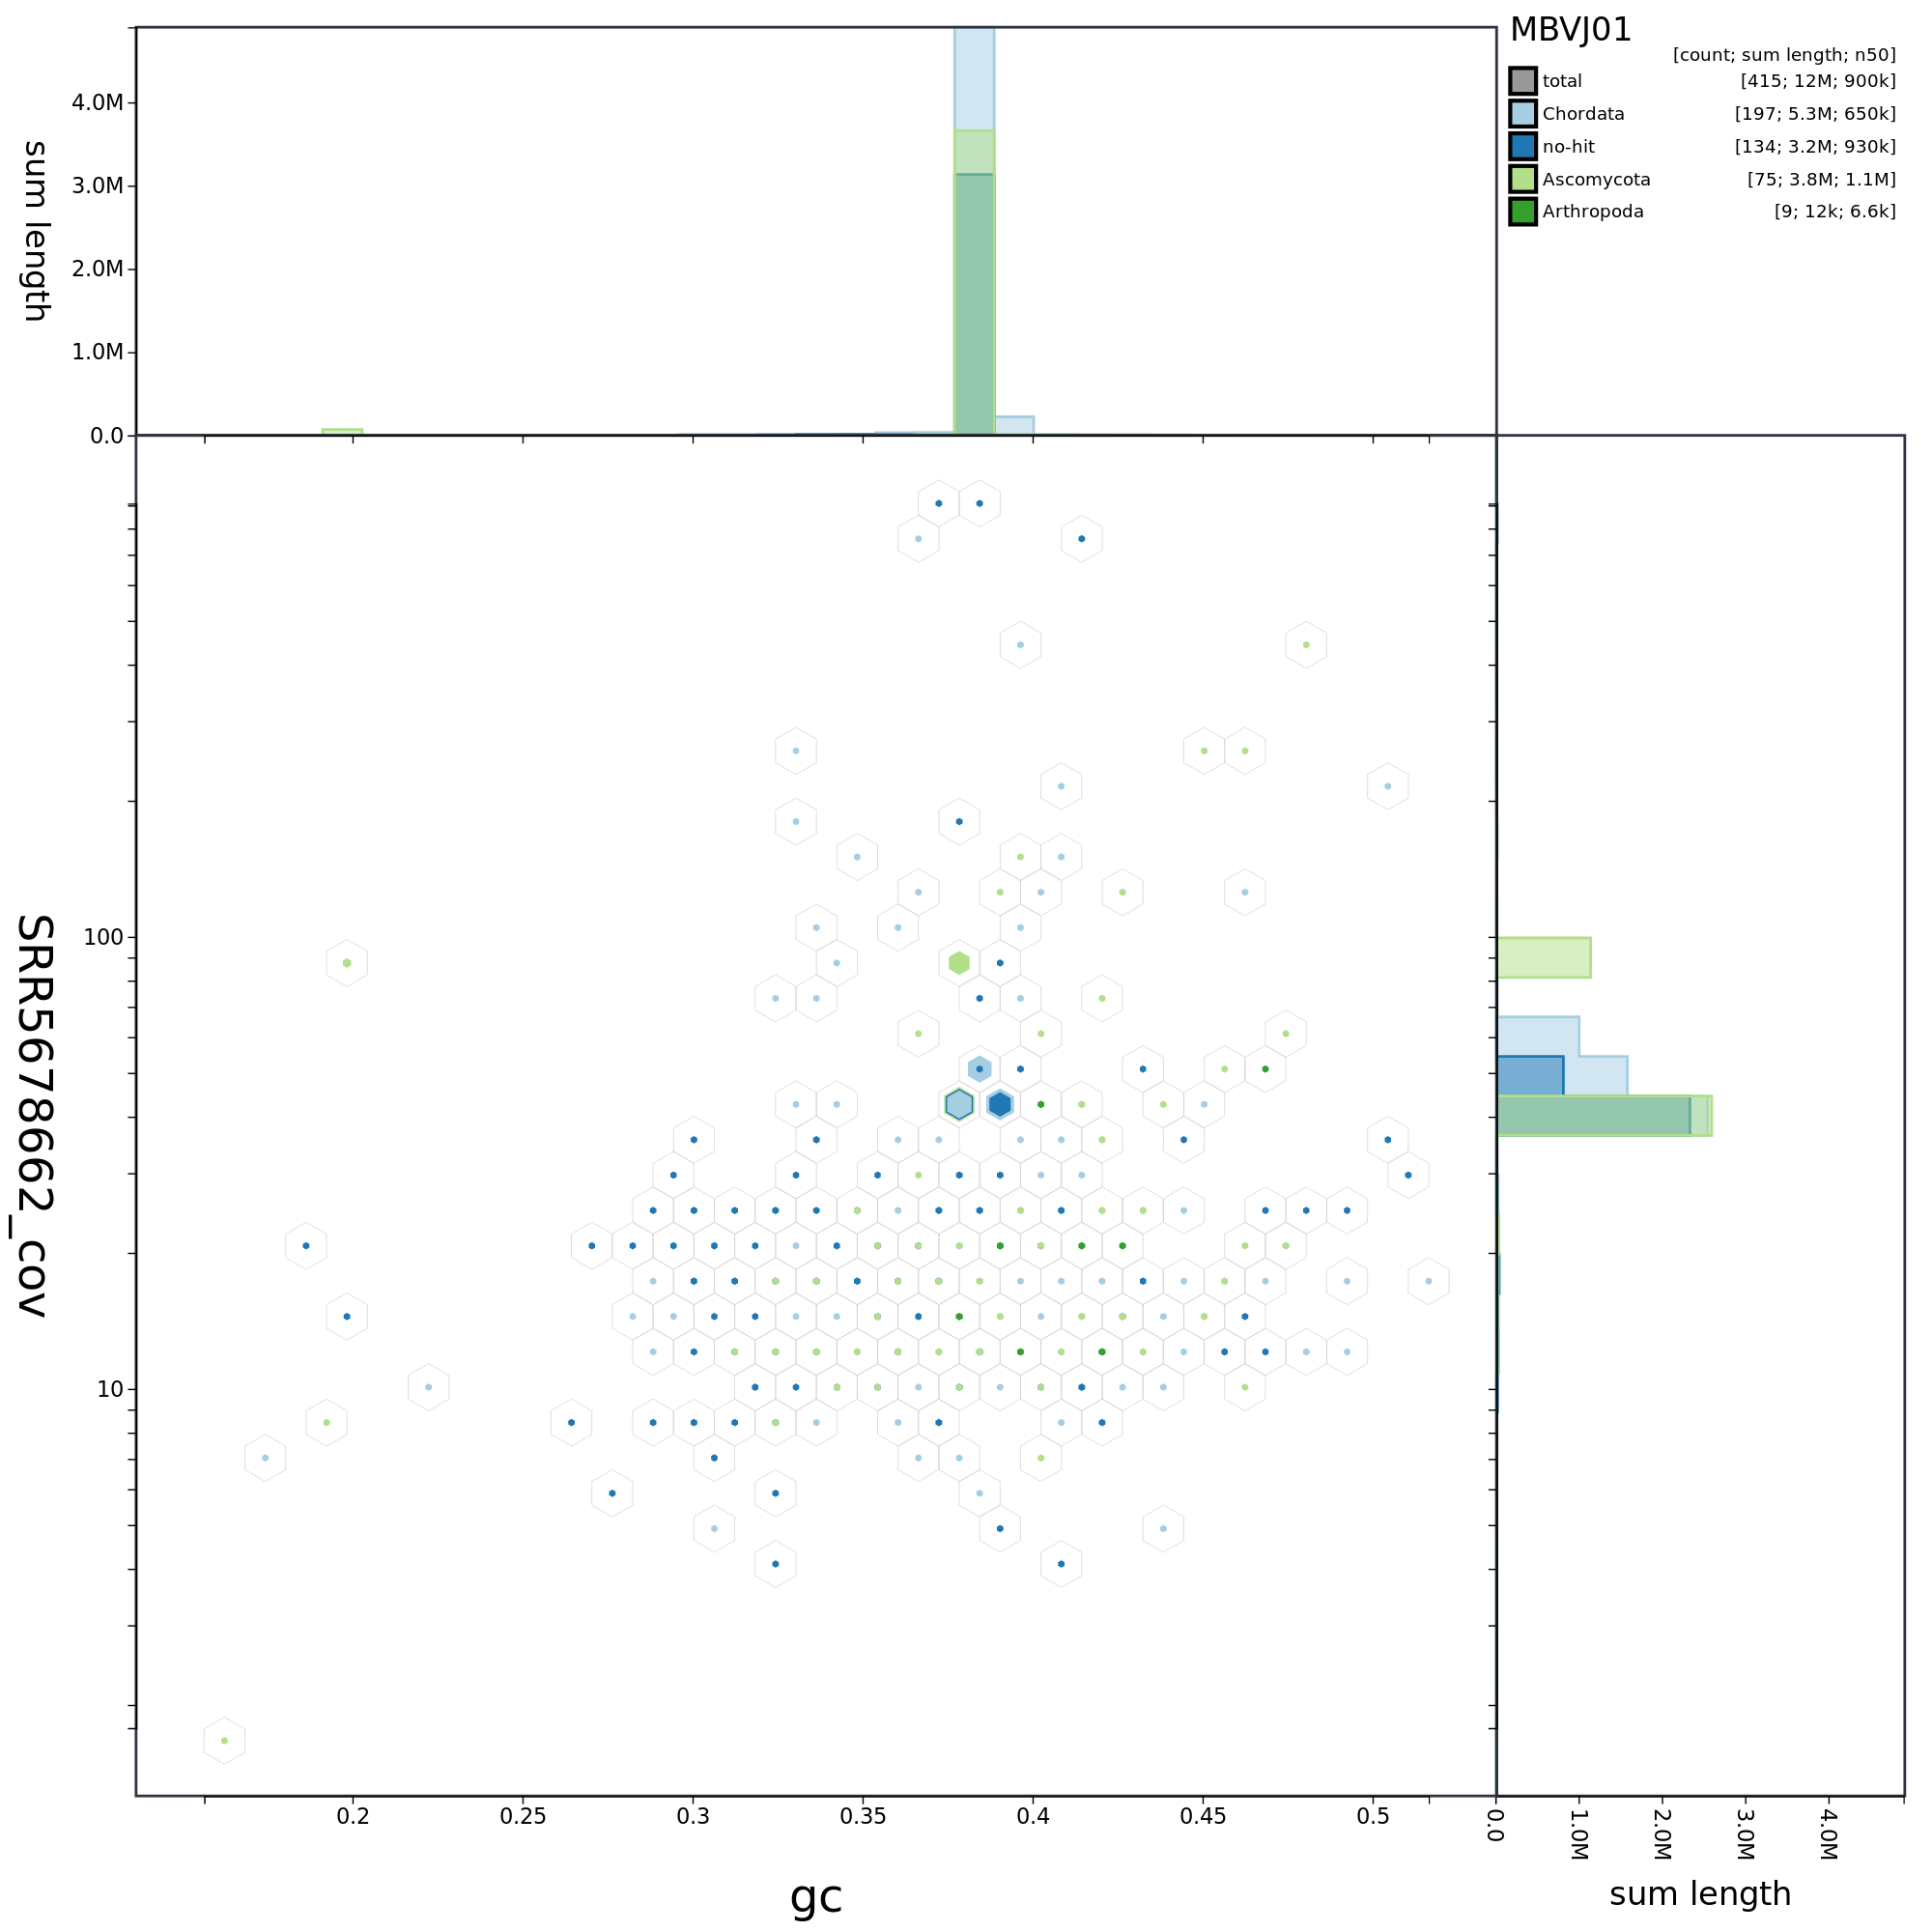 MBVJ01
[count; sum length; n50]
total [415; 12M; 900k]
Chordata [197; 5.3M; 650k]
no-hit [134; 3.2M; 930k]
Ascomycota [75; 3.8M; 1.1M]
Arthropoda [9; 12k; 6.6k]
sum length
4.0M
3.0M
2.0M
1.0M
0.0
SRR5678662_cov
100
10
0.2 0.25 0.3 0.35 0.4 0.45 0.5
gc
0.0 1.0M 2.0M 3.0M 4.0M
sum length